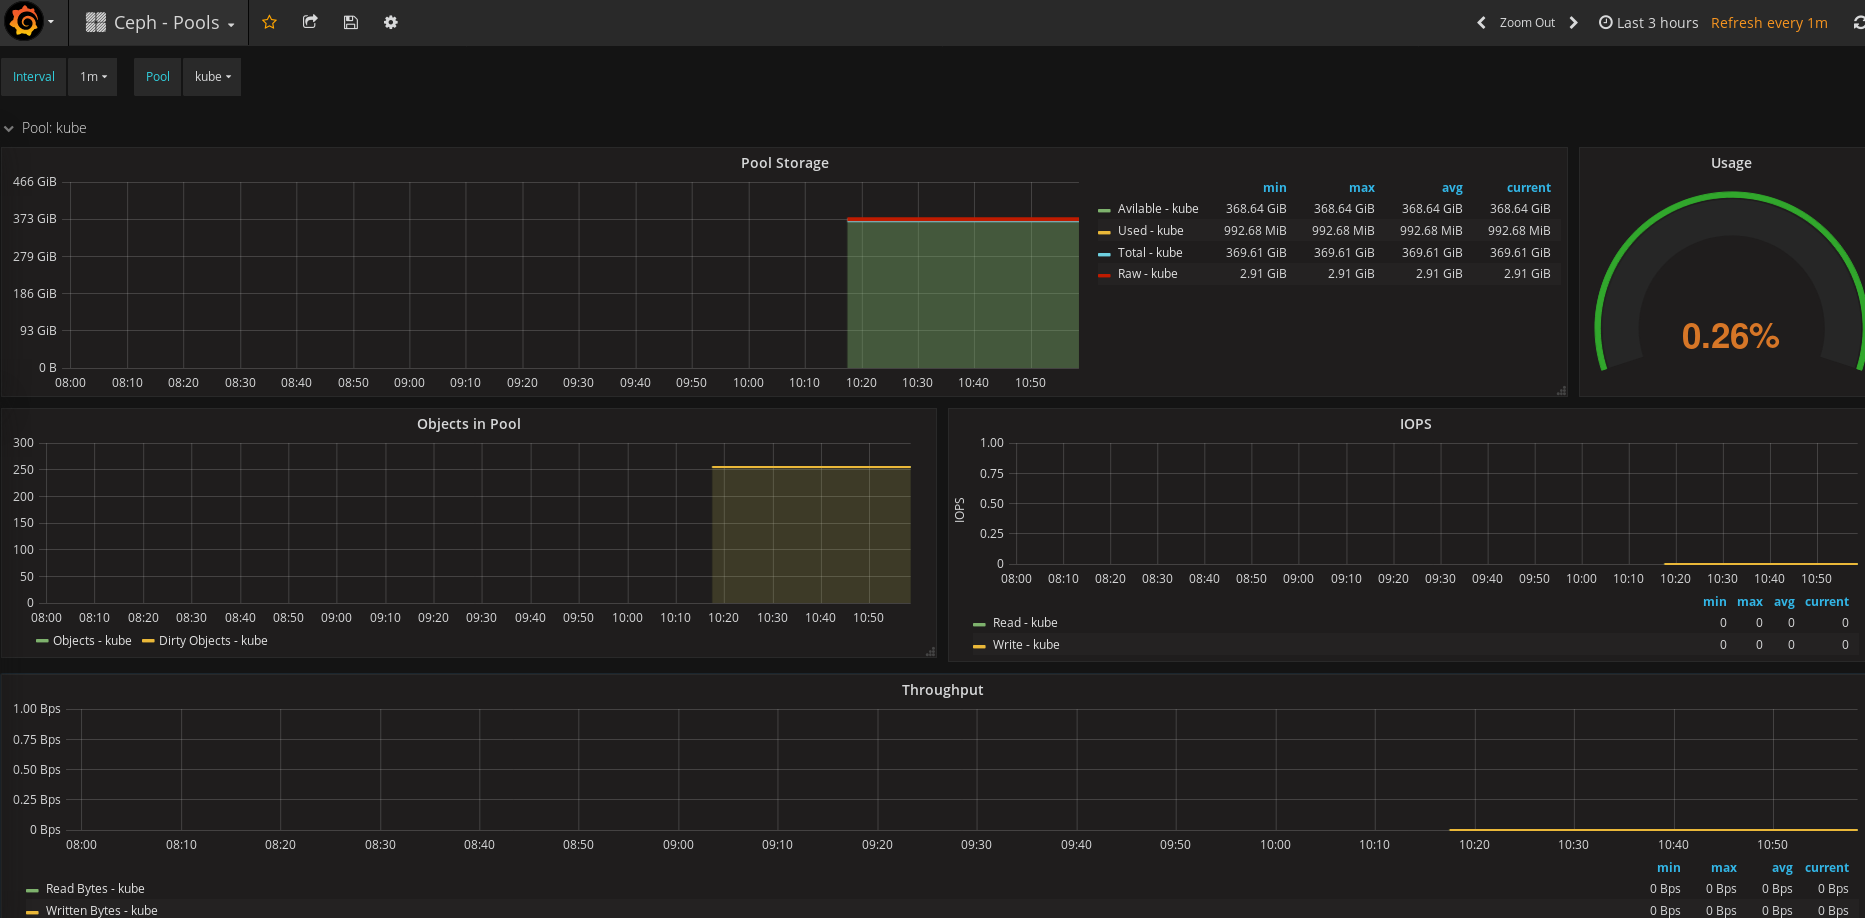 Ceph - Pools
Zoom Out Last 3 hours Refresh every 1m
Interval 1m Pool kube
Pool: kube
Pool Storage
466 GiB
373 GiB
279 GiB
186 GiB
93 GiB
0 B
08:00 08:10 08:20 08:30 08:40 08:50 09:00 09:10 09:20 09:30 09:40 09:50 10:00 10:10 10:20 10:30 10:40 10:50
min max avg current
Avilable - kube 368.64 GiB 368.64 GiB 368.64 GiB 368.64 GiB
Used - kube 992.68 MiB 992.68 MiB 992.68 MiB 992.68 MiB
Total - kube 369.61 GiB 369.61 GiB 369.61 GiB 369.61 GiB
Raw - kube 2.91 GiB 2.91 GiB 2.91 GiB 2.91 GiB
Usage
0.26%
Objects in Pool
300
250
200
150
100
50
0
08:00 08:10 08:20 08:30 08:40 08:50 09:00 09:10 09:20 09:30 09:40 09:50 10:00 10:10 10:20 10:30 10:40 10:50
Objects - kube Dirty Objects - kube
IOPS
IOPS
1.00
0.75
0.50
0.25
0
08:00 08:10 08:20 08:30 08:40 08:50 09:00 09:10 09:20 09:30 09:40 09:50 10:00 10:10 10:20 10:30 10:40 10:50
min max avg current
Read - kube 0 0 0 0
Write - kube 0 0 0 0
Throughput
1.00 Bps
0.75 Bps
0.50 Bps
0.25 Bps
0 Bps
08:00 08:10 08:20 08:30 08:40 08:50 09:00 09:10 09:20 09:30 09:40 09:50 10:00 10:10 10:20 10:30 10:40 10:50
min max avg current
Read Bytes - kube 0 Bps 0 Bps 0 Bps 0 Bps
Written Bytes - kube 0 Bps 0 Bps 0 Bps 0 Bps